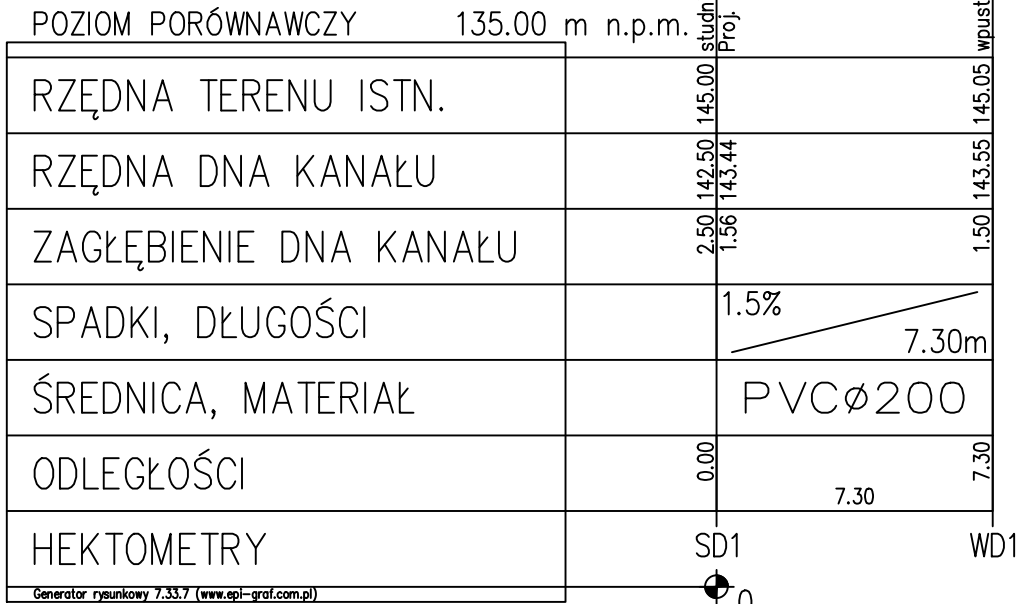 POZIOM PORÓWNAWCZY 135.00 m n.p.m.
studn
Proj.
wpust
RZĘDNA TERENU ISTN. 145.00 145.05
RZĘDNA DNA KANAŁU 142.50 143.44 143.55
ZAGŁĘBIENIE DNA KANAŁU 2.50 1.56 1.50
SPADKI, DŁUGOŚCI 1.5% 7.30m
ŚREDNICA, MATERIAŁ PVCø200
ODLEGŁOŚCI 0.00 7.30 7.30
HEKTOMETRY SD1 WD1
Generator rysunkowy 7.33.7 (www.epi-graf.com.pl)
0